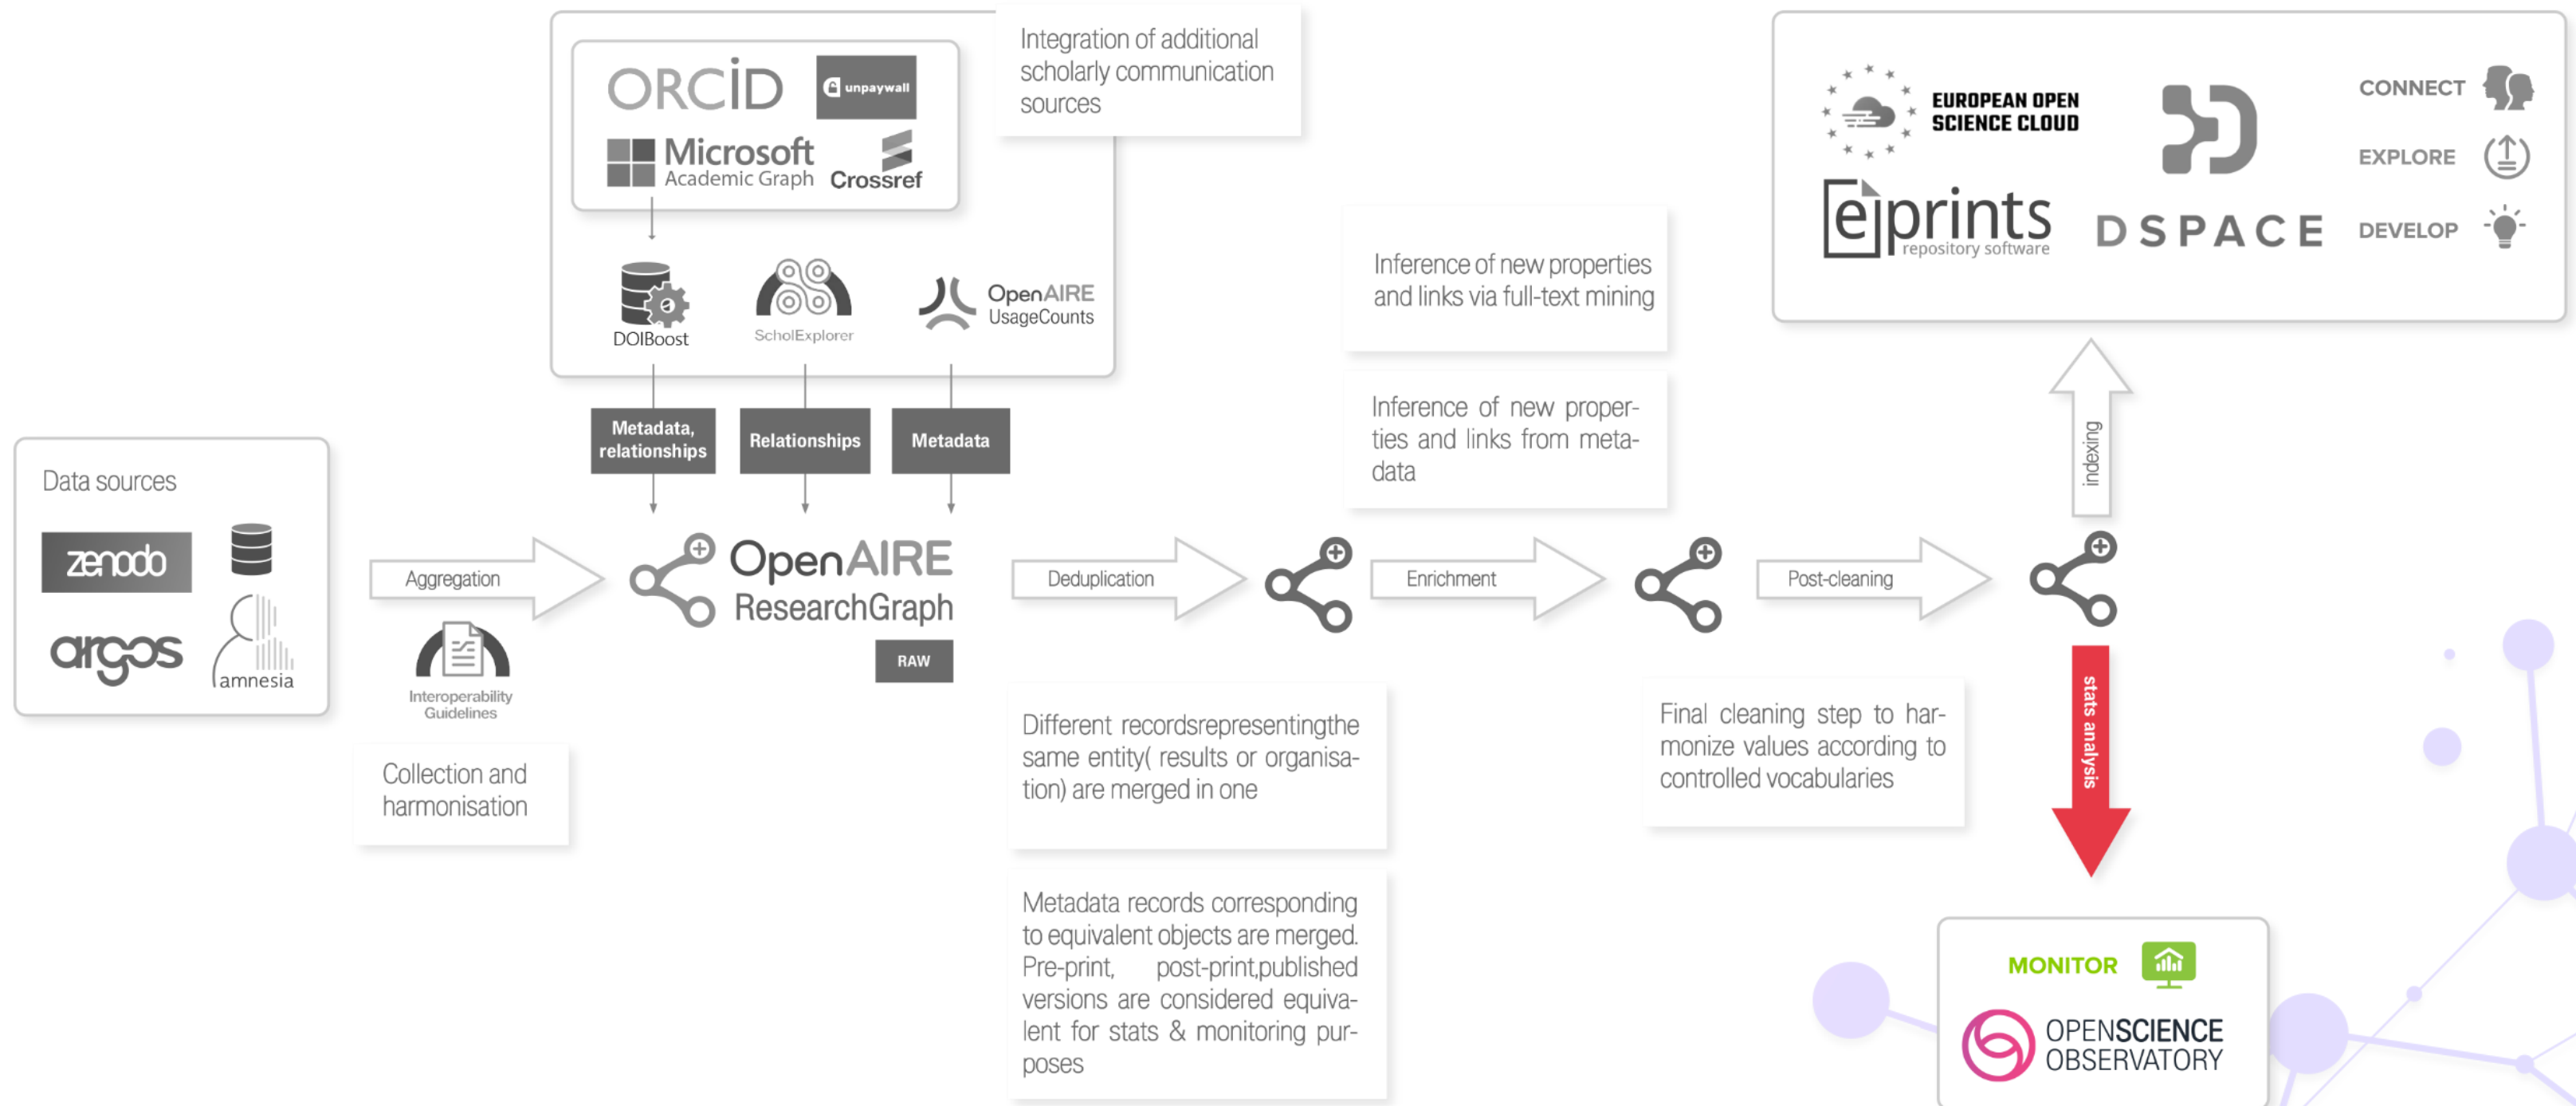 Data sources
zenodo
argos
amnesia
Aggregation
Interoperability
Guidelines
Collection and
harmonisation
ORCID
unpaywall
Microsoft
Academic Graph
Crossref
Integration of additional
scholarly communication
sources
DOIBoost
ScholExplorer
OpenAIRE
UsageCounts
Metadata,
relationships
Relationships
Metadata
OpenAIRE
ResearchGraph
RAW
Deduplication
Different recordsrepresentingthe
same entity( results or organisa-
tion) are merged in one
Metadata records corresponding
to equivalent objects are merged.
Pre-print, post-print,published
versions are considered equiva-
lent for stats & monitoring pur-
poses
Inference of new properties
and links via full-text mining
Inference of new proper-
ties and links from meta-
data
Enrichment
Post-cleaning
Final cleaning step to har-
monize values according to
controlled vocabularies
indexing
EUROPEAN OPEN
SCIENCE CLOUD
eprints
repository software
DSPACE
CONNECT
EXPLORE
DEVELOP
stats analysis
MONITOR
OPENSCIENCE
OBSERVATORY